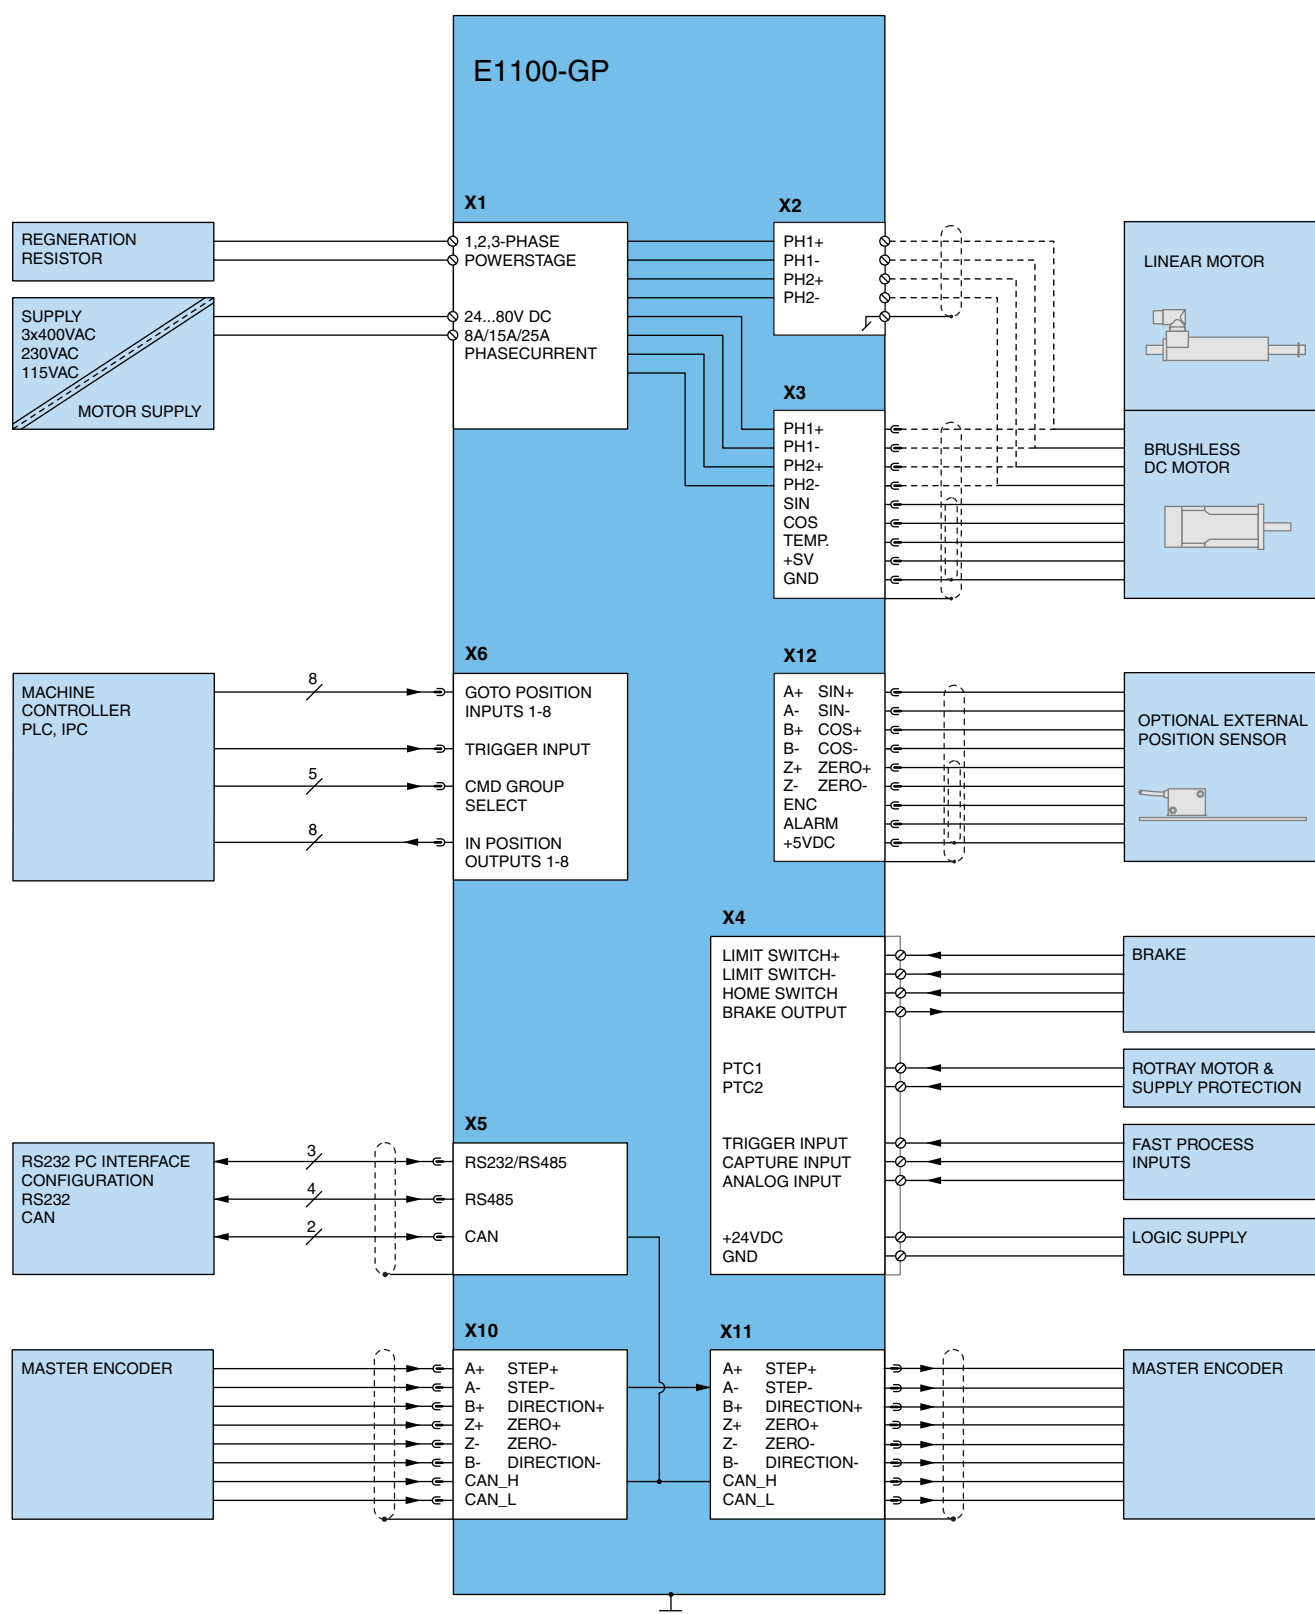 E1100-GP
X1
REGNERATION
RESISTOR
1,2,3-PHASE
POWERSTAGE
SUPPLY
3x400VAC
230VAC
115VAC
MOTOR SUPPLY
24...80V DC
8A/15A/25A
PHASECURRENT
X2
PH1+
PH1-
PH2+
PH2-
LINEAR MOTOR
X3
PH1+
PH1-
PH2+
PH2-
SIN
COS
TEMP.
+SV
GND
BRUSHLESS
DC MOTOR
X6
MACHINE
CONTROLLER
PLC, IPC
8
GOTO POSITION
INPUTS 1-8
TRIGGER INPUT
5
CMD GROUP
SELECT
8
IN POSITION
OUTPUTS 1-8
X12
A+ SIN+
A- SIN-
B+ COS+
B- COS-
Z+ ZERO+
Z- ZERO-
ENC
ALARM
+5VDC
OPTIONAL EXTERNAL
POSITION SENSOR
X4
LIMIT SWITCH+
LIMIT SWITCH-
HOME SWITCH
BRAKE OUTPUT
BRAKE
PTC1
PTC2
ROTRAY MOTOR &
SUPPLY PROTECTION
TRIGGER INPUT
CAPTURE INPUT
ANALOG INPUT
FAST PROCESS
INPUTS
+24VDC
GND
LOGIC SUPPLY
X5
RS232 PC INTERFACE
CONFIGURATION
RS232
CAN
3
RS232/RS485
4
RS485
2
CAN
X10
MASTER ENCODER
A+ STEP+
A- STEP-
B+ DIRECTION+
Z+ ZERO+
Z- ZERO-
B- DIRECTION-
CAN_H
CAN_L
X11
A+ STEP+
A- STEP-
B+ DIRECTION+
Z+ ZERO+
Z- ZERO-
B- DIRECTION-
CAN_H
CAN_L
MASTER ENCODER